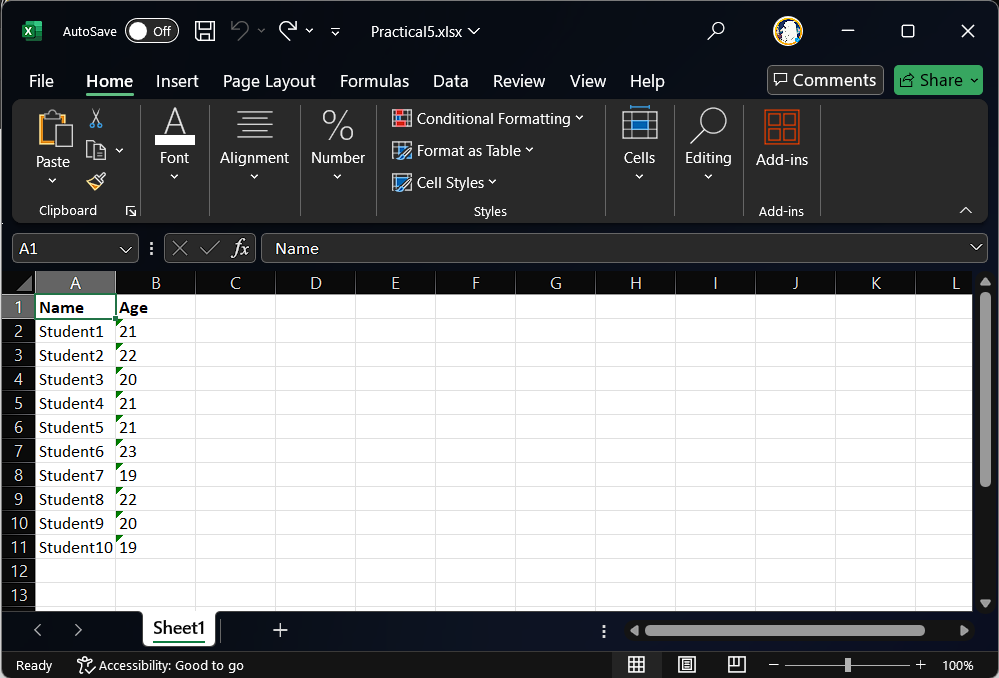 AutoSave Off Practical5.xlsx
File Home Insert Page Layout Formulas Data Review View Help Comments Share
Paste Font Alignment Number Conditional Formatting Format as Table Cell Styles Cells Editing Add-ins
Clipboard Styles Add-ins
A1 fx Name
A B C D E F G H I J K L
1 Name Age
2 Student1 21
3 Student2 22
4 Student3 20
5 Student4 21
6 Student5 21
7 Student6 23
8 Student7 19
9 Student8 22
10 Student9 20
11 Student10 19
12
13
Sheet1
Ready Accessibility: Good to go 100%